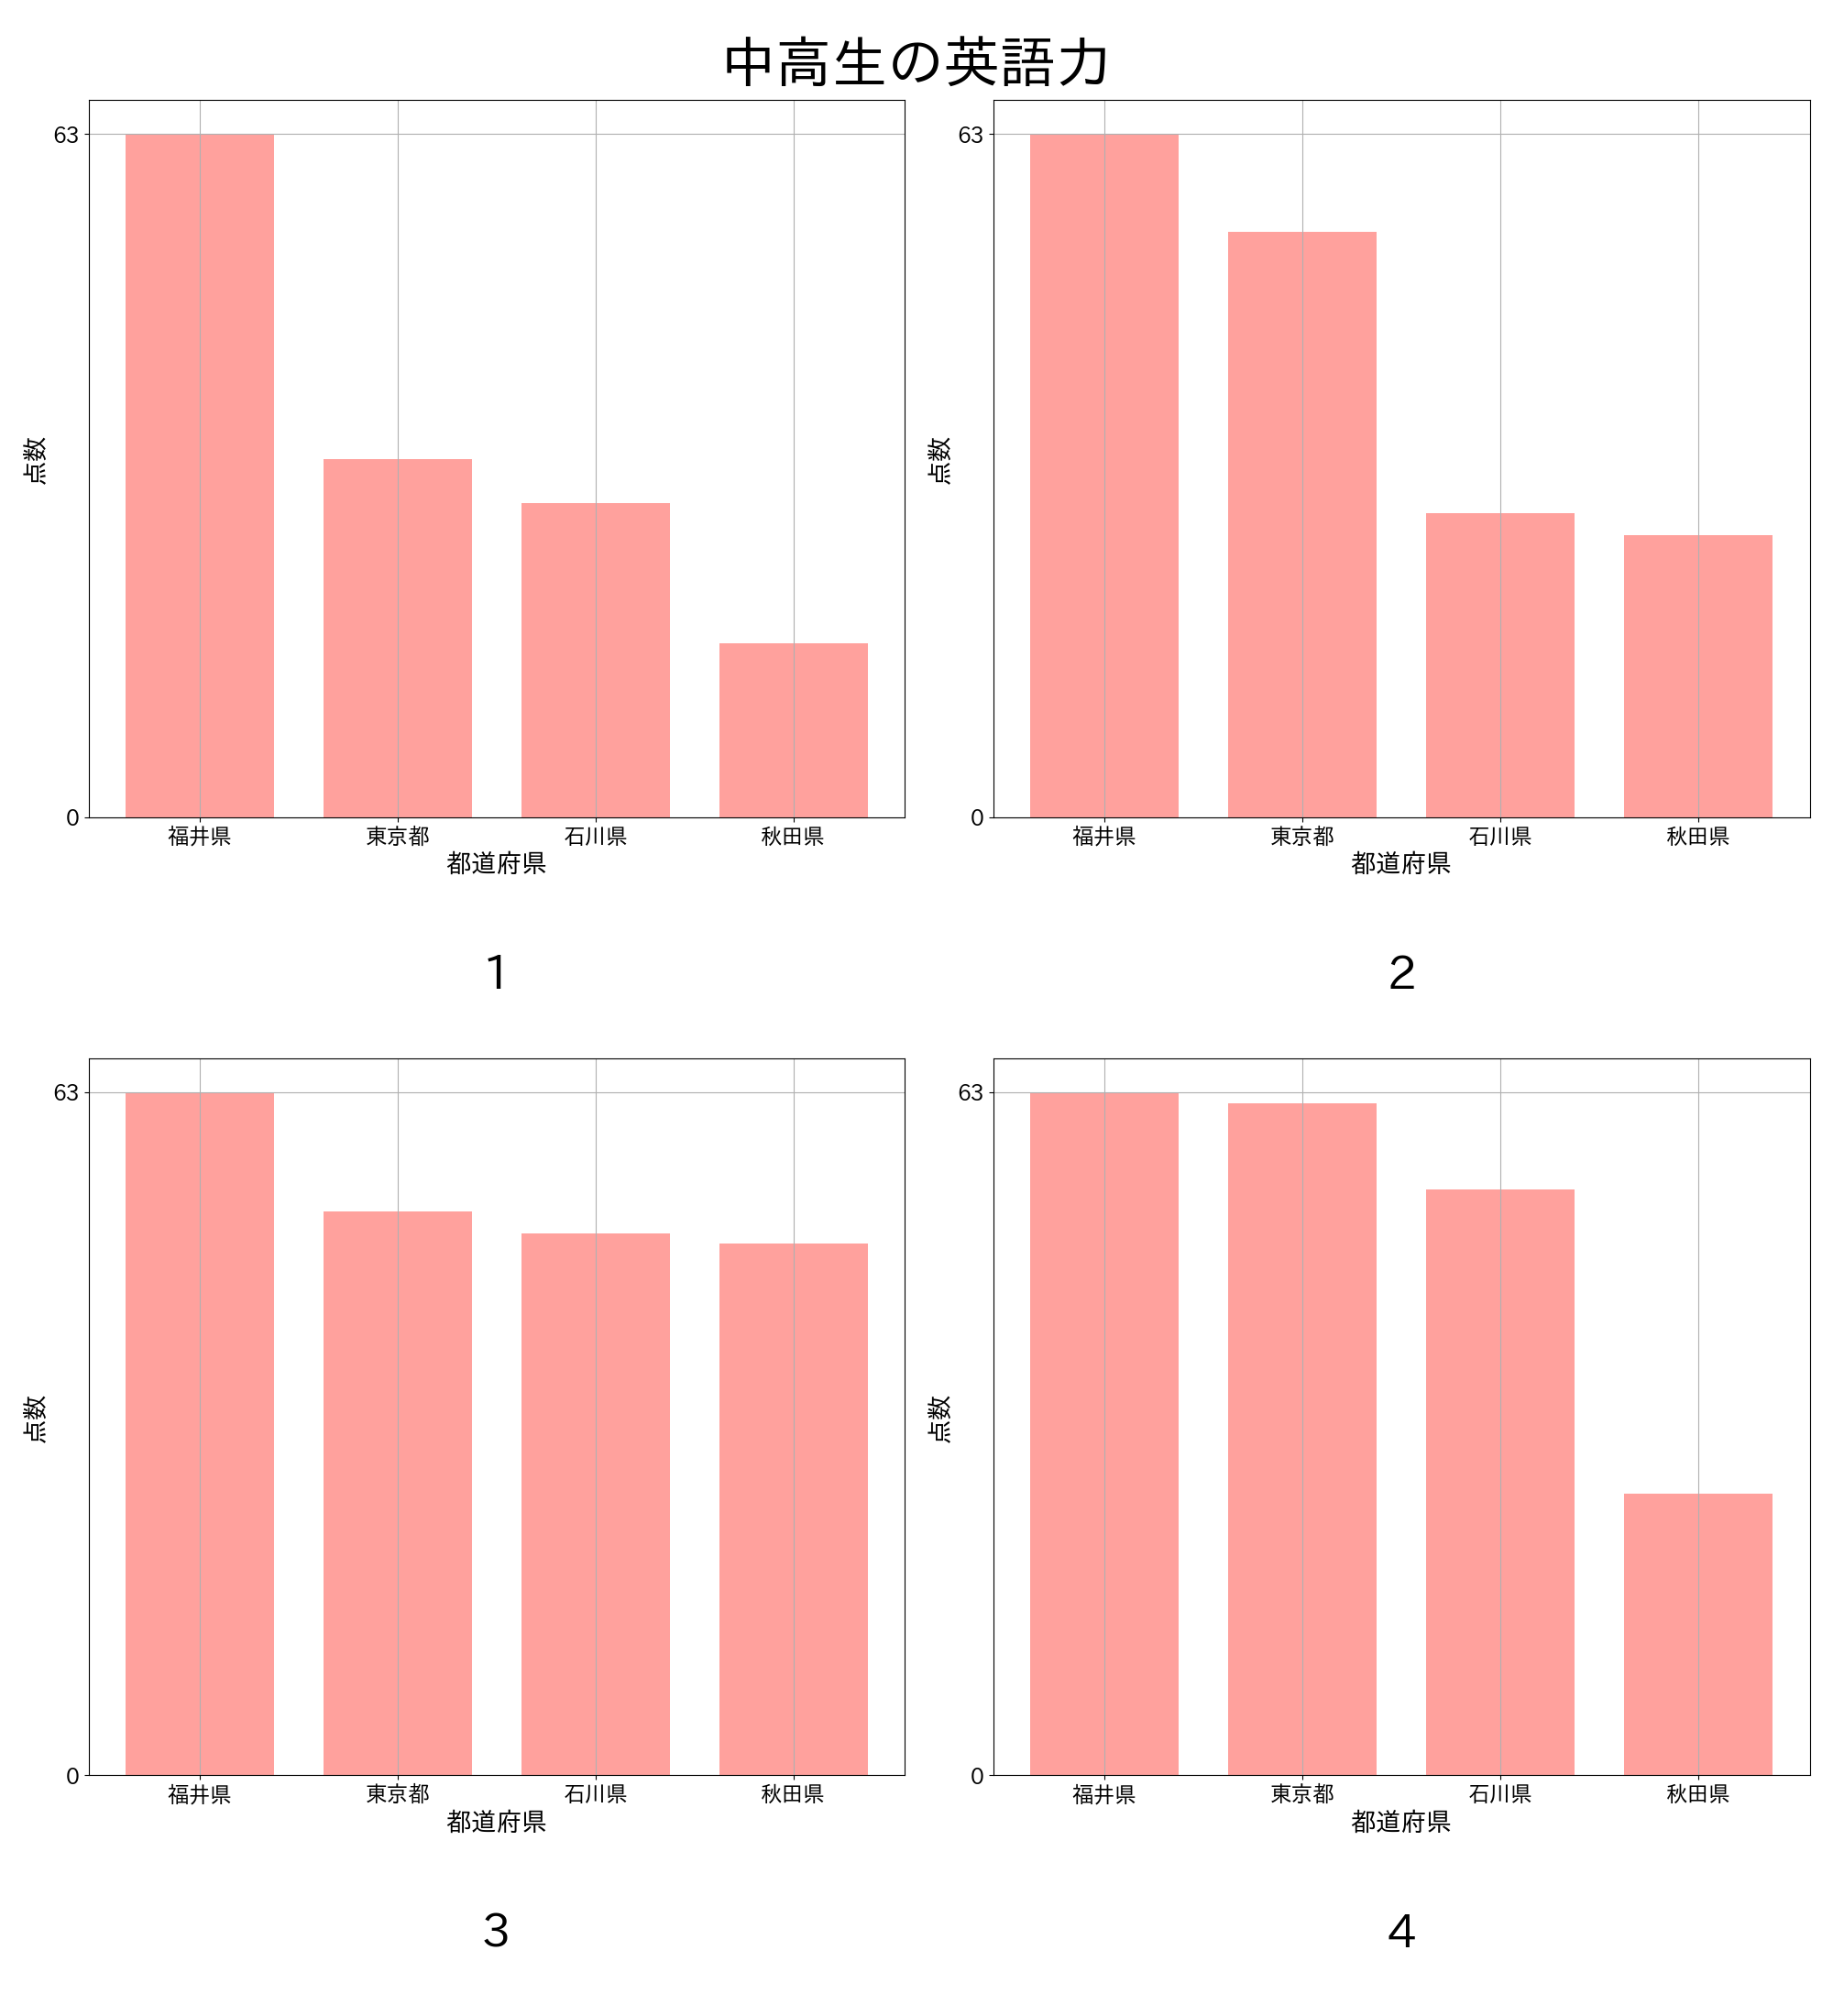 中高生の英語力
63
点数
0
福井県 東京都 石川県 秋田県
都道府県
1
63
点数
0
福井県 東京都 石川県 秋田県
都道府県
2
63
点数
0
福井県 東京都 石川県 秋田県
都道府県
3
63
点数
0
福井県 東京都 石川県 秋田県
都道府県
4